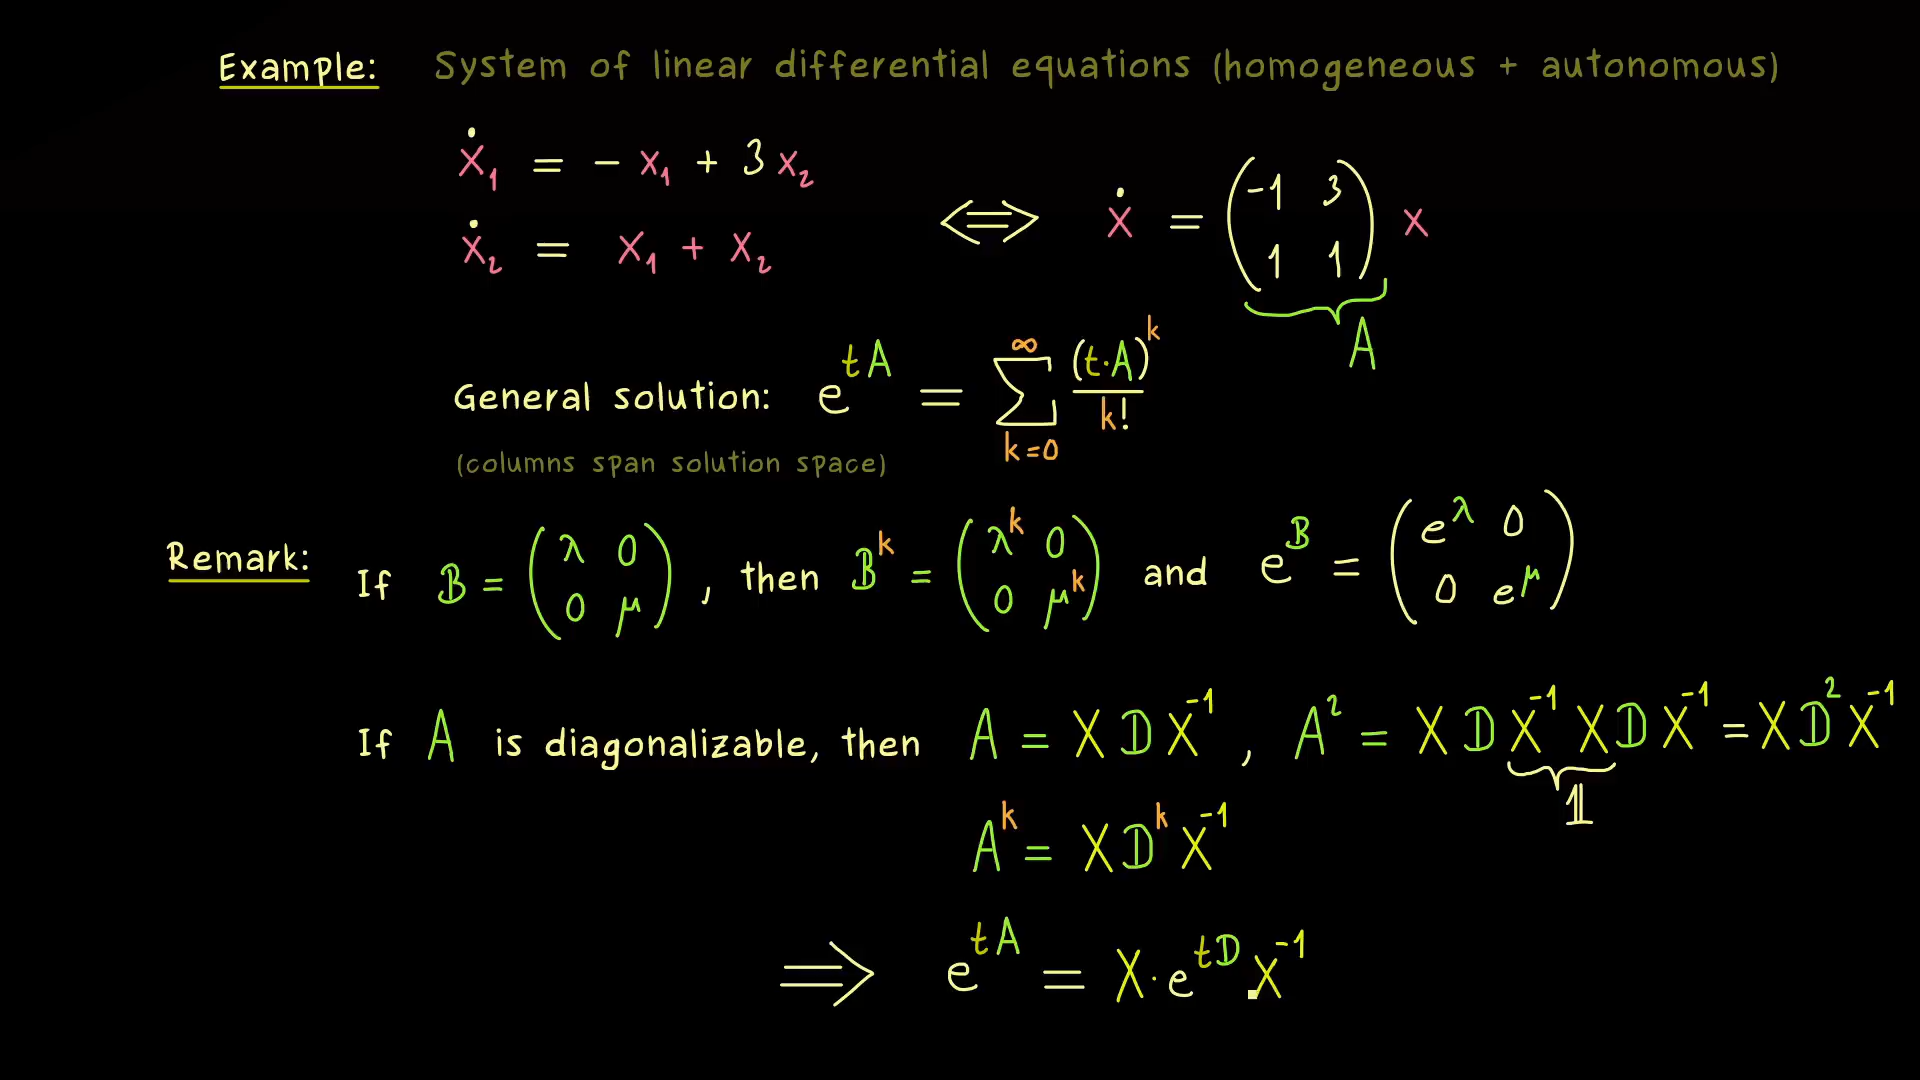 Example: System of linear differential equations (homogeneous + autonomous)
ẋ₁ = - x₁ + 3 x₂
ẋ₂ = x₁ + x₂
⟺ ẋ = ( -1 3 ; 1 1 ) x
A
General solution: e^{tA} = ∑_{k=0}^{∞} (t·A)^k / k!
(columns span solution space)
Remark: If B = ( λ 0 ; 0 μ ), then B^k = ( λ^k 0 ; 0 μ^k ) and e^B = ( e^λ 0 ; 0 e^μ )
If A is diagonalizable, then A = X D X⁻¹ , A² = X D X⁻¹ X D X⁻¹ = X D² X⁻¹
𝟙
A^k = X D^k X⁻¹
⟹ e^{tA} = X · e^{tD} X⁻¹